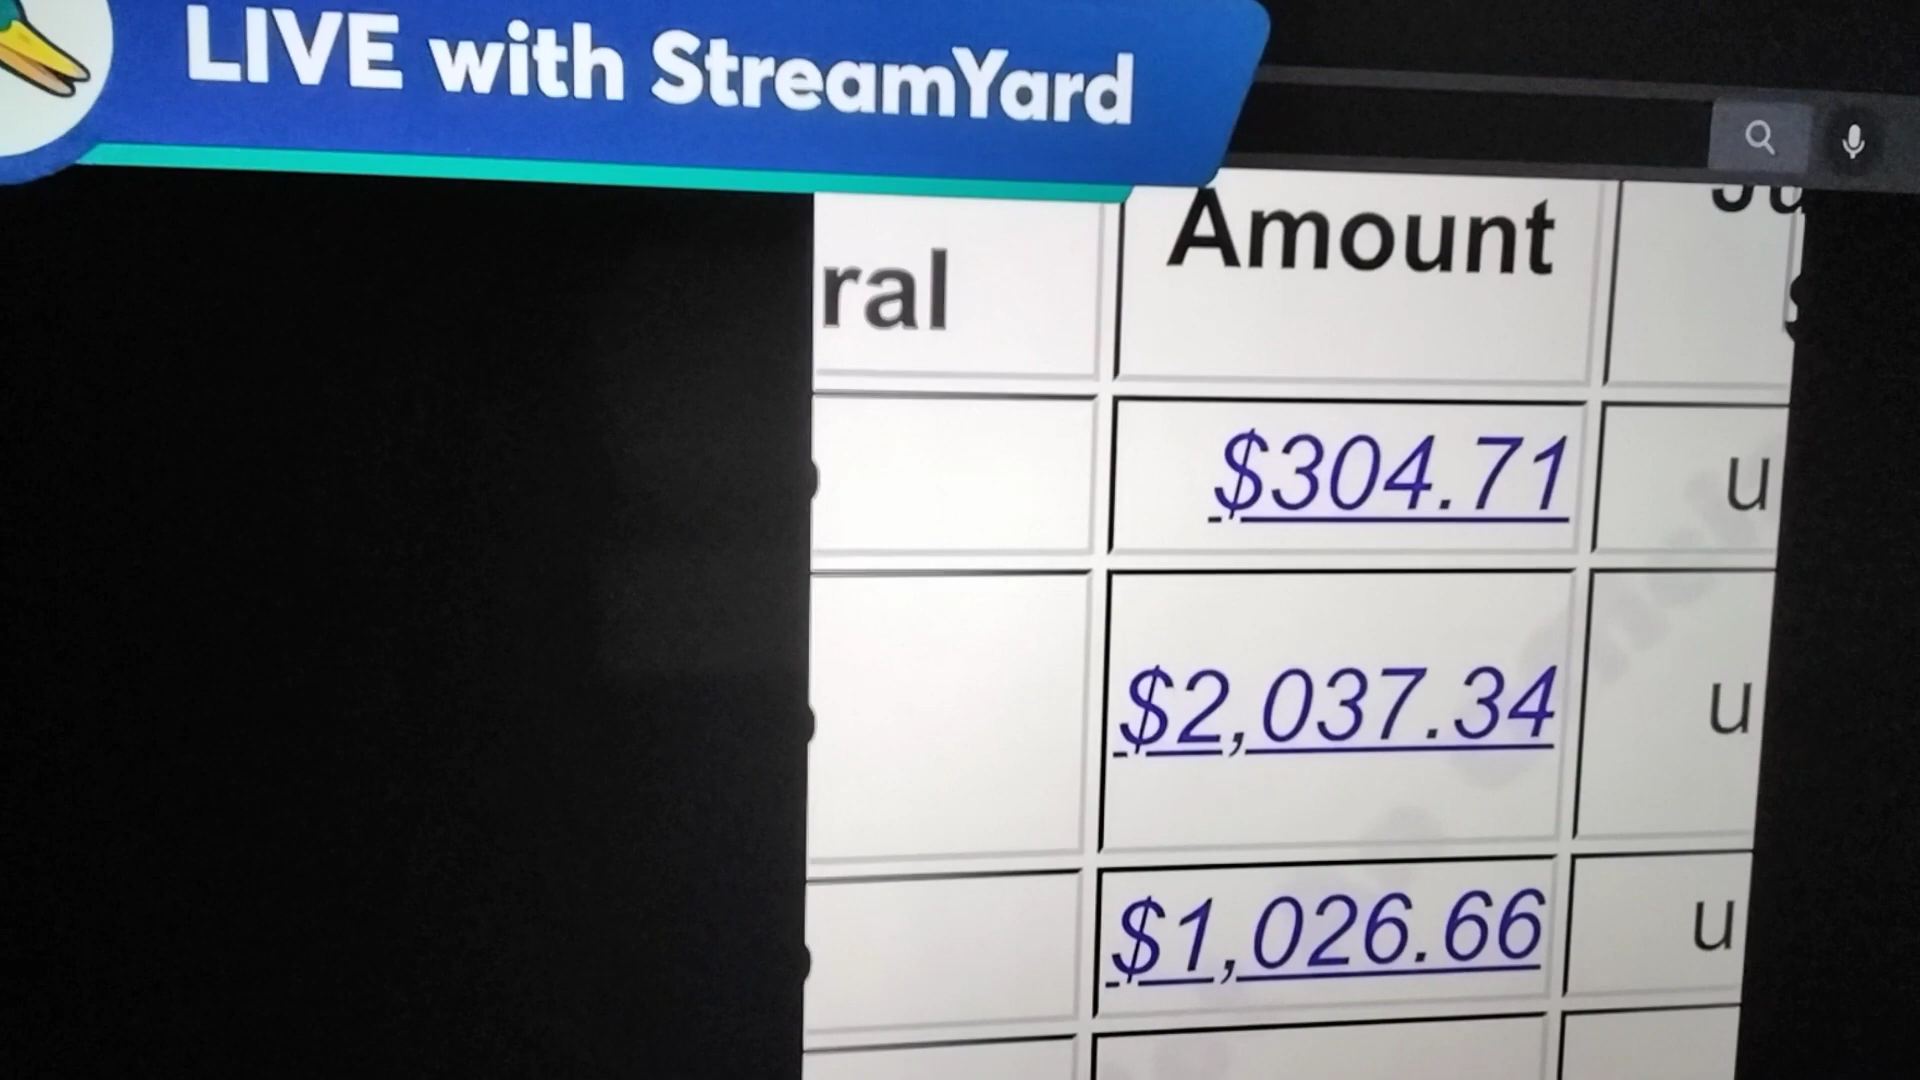 LIVE with StreamYard
Amount
ral
$304.71
u
$2,037.34
u
$1,026.66
u